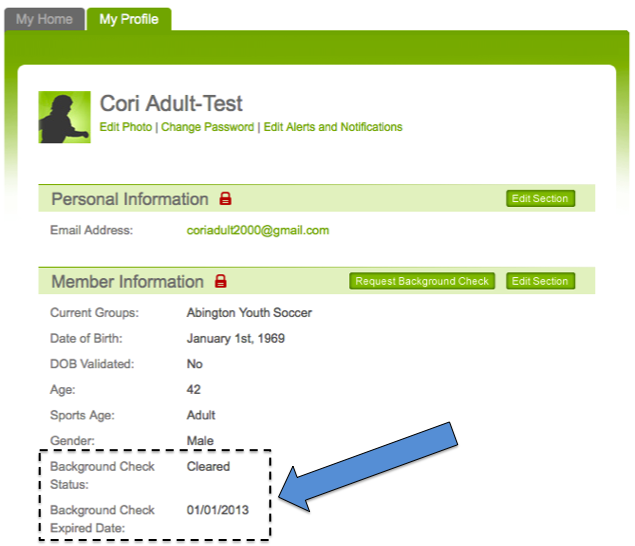 My Home My Profile
Cori Adult-Test
Edit Photo | Change Password | Edit Alerts and Notifications
Personal Information Edit Section
Email Address: coriadult2000@gmail.com
Member Information Request Background Check Edit Section
Current Groups: Abington Youth Soccer
Date of Birth: January 1st, 1969
DOB Validated: No
Age: 42
Sports Age: Adult
Gender: Male
Background Check Cleared
Status:
Background Check 01/01/2013
Expired Date: